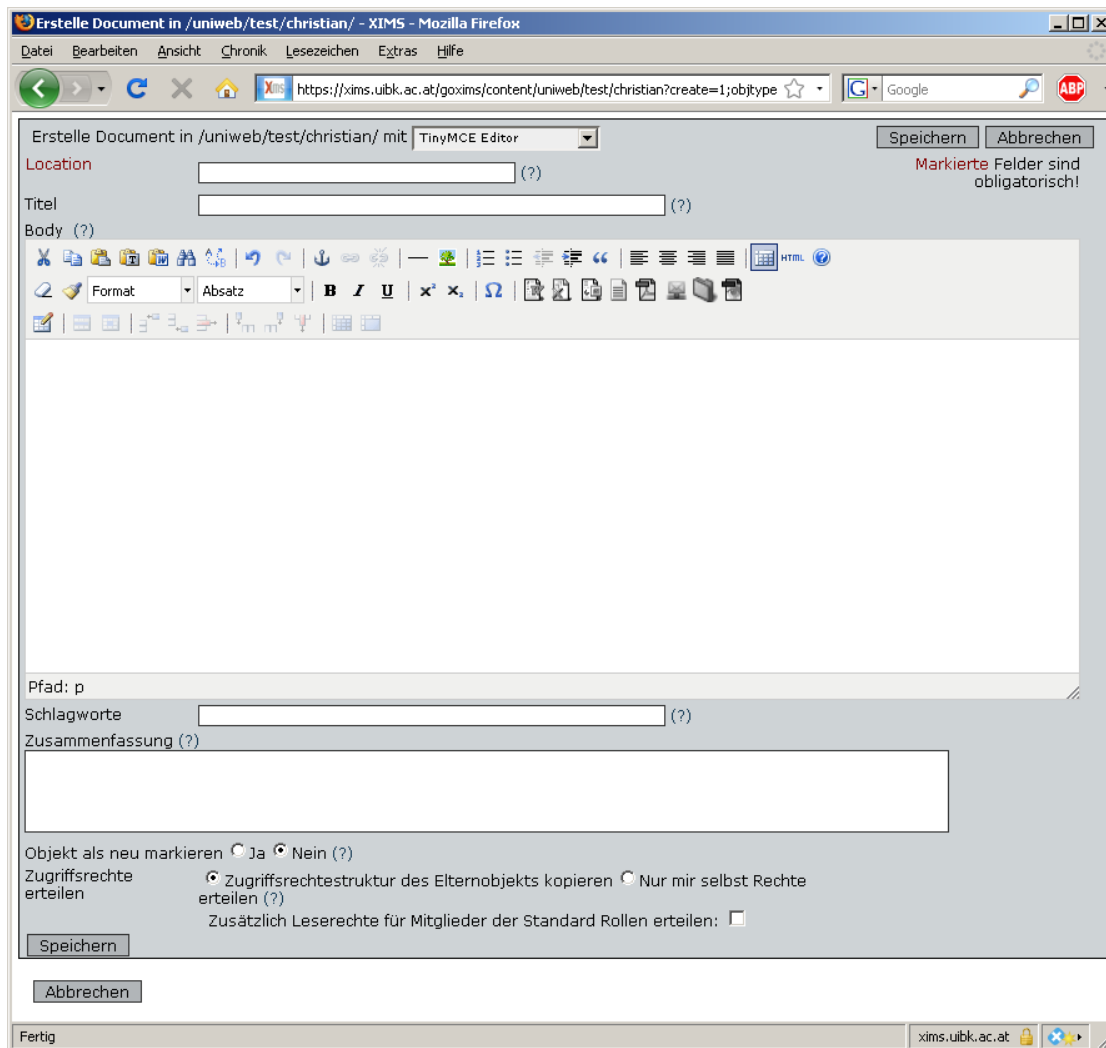 Erstelle Document in /uniweb/test/christian/ - XIMS - Mozilla Firefox
Datei Bearbeiten Ansicht Chronik Lesezeichen Extras Hilfe
Xims https://xims.uibk.ac.at/goxims/content/uniweb/test/christian?create=1;objtype G Google ABP
Erstelle Document in /uniweb/test/christian/ mit TinyMCE Editor Speichern Abbrechen
Location (?) Markierte Felder sind
obligatorisch!
Titel (?)
Body (?)
HTML
Format Absatz B I U x² x₂ Ω
Pfad: p
Schlagworte (?)
Zusammenfassung (?)
Objekt als neu markieren Ja Nein (?)
Zugriffsrechte Zugriffsrechtestruktur des Elternobjekts kopieren Nur mir selbst Rechte
erteilen erteilen (?)
Zusätzlich Leserechte für Mitglieder der Standard Rollen erteilen:
Speichern
Abbrechen
Fertig xims.uibk.ac.at